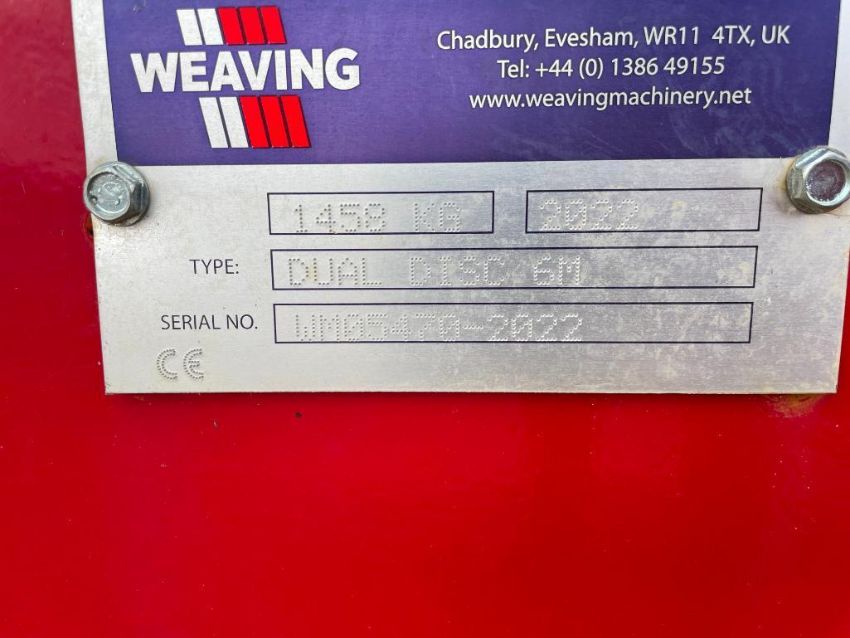 WEAVING
Chadbury, Evesham, WR11 4TX, UK
Tel: +44 (0) 1386 49155
www.weavingmachinery.net
1458 KG 2022
TYPE: DUAL DISC 6M
SERIAL NO. WM05470-2022
CE